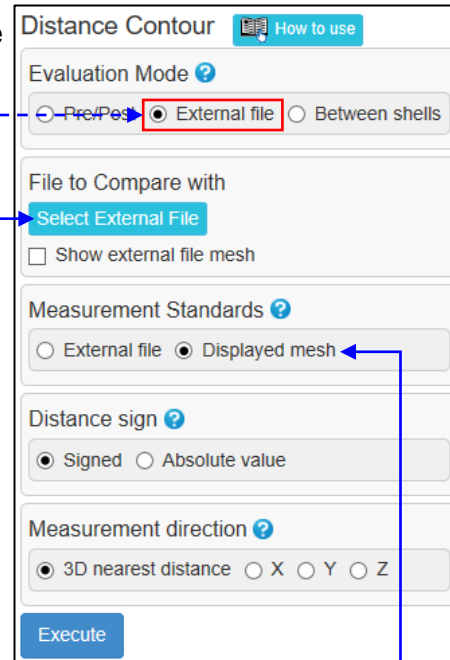 Distance Contour How to use
Evaluation Mode ?
Pre/Post External file Between shells
File to Compare with
Select External File
Show external file mesh
Measurement Standards ?
External file Displayed mesh
Distance sign ?
Signed Absolute value
Measurement direction ?
3D nearest distance X Y Z
Execute